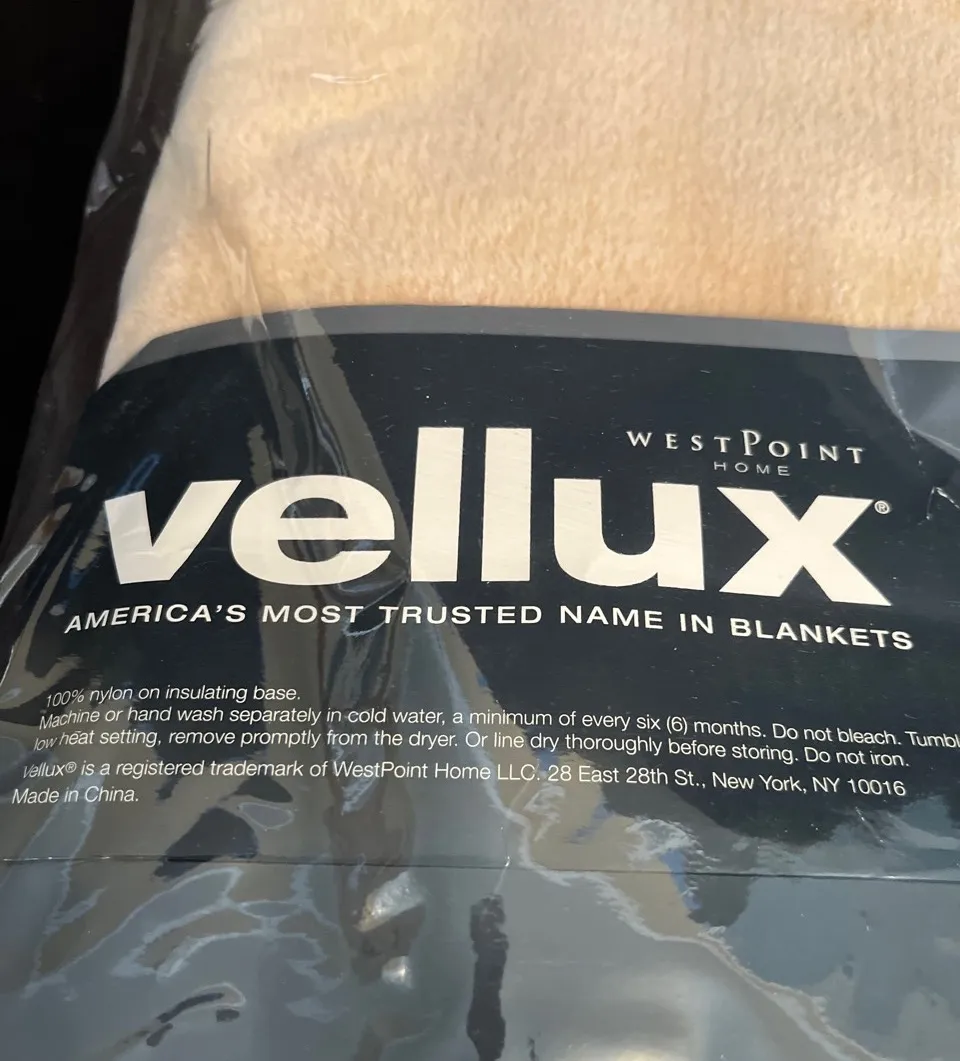 WESTPOINT
HOME
vellux®
AMERICA'S MOST TRUSTED NAME IN BLANKETS
100% nylon on insulating base.
Machine or hand wash separately in cold water, a minimum of every six (6) months. Do not bleach. Tumbl
low heat setting, remove promptly from the dryer. Or line dry thoroughly before storing. Do not iron.
Vellux® is a registered trademark of WestPoint Home LLC. 28 East 28th St., New York, NY 10016
Made in China.